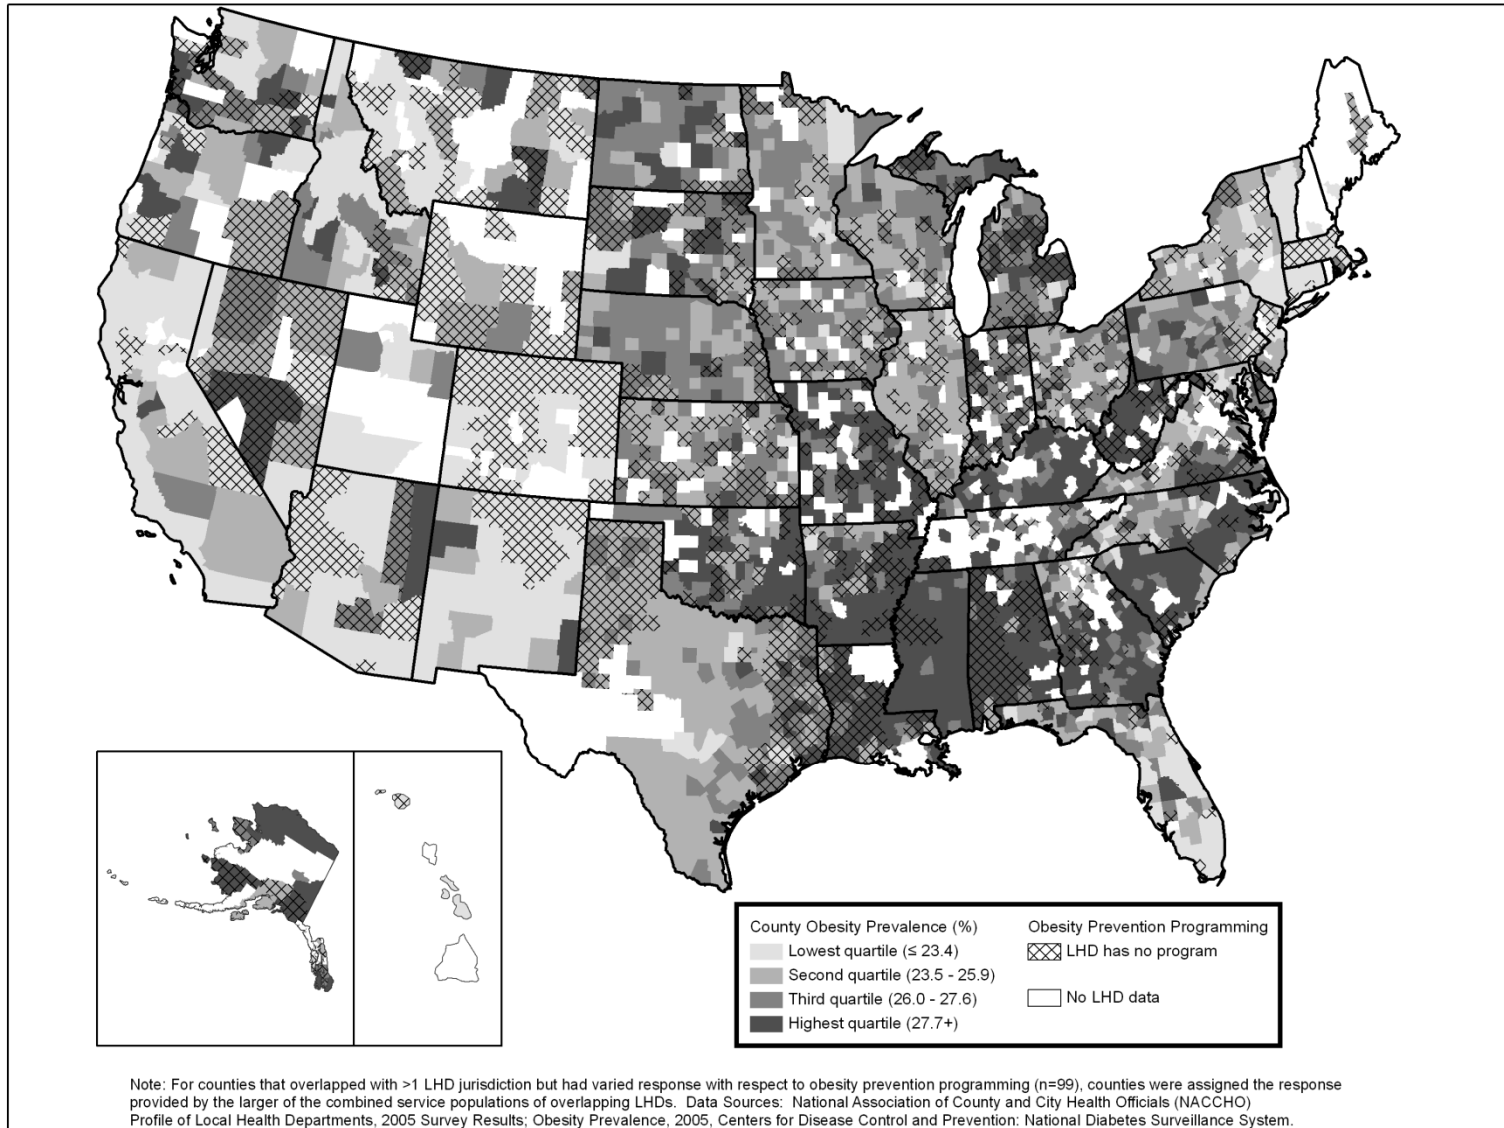 County Obesity Prevalence (%)
Lowest quartile (≤ 23.4)
Second quartile (23.5 - 25.9)
Third quartile (26.0 - 27.6)
Highest quartile (27.7+)
Obesity Prevention Programming
LHD has no program
No LHD data
Note: For counties that overlapped with >1 LHD jurisdiction but had varied response with respect to obesity prevention programming (n=99), counties were assigned the response
provided by the larger of the combined service populations of overlapping LHDs. Data Sources: National Association of County and City Health Officials (NACCHO)
Profile of Local Health Departments, 2005 Survey Results; Obesity Prevalence, 2005, Centers for Disease Control and Prevention: National Diabetes Surveillance System.